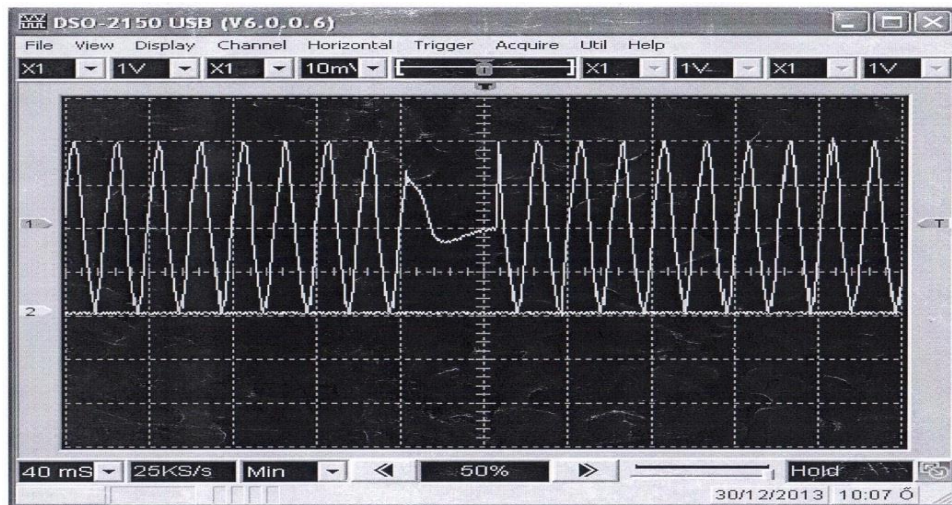 DSO-2150 USB (V6.0.0.6)
File View Display Channel Horizontal Trigger Acquire Util Help
X1 1V X1 10mV X1 1V X1 1V
T
1 T
2
40 mS 25KS/s Min 50% Hold
30/12/2013 10:07 Ö